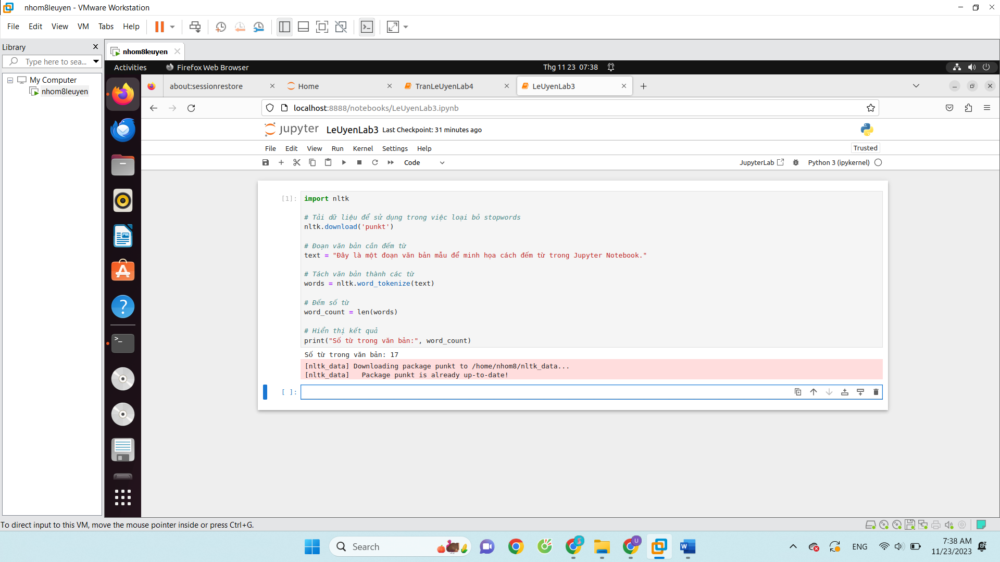 nhom8leuyen - VMware Workstation
File Edit View VM Tabs Help
Library
Type here to sea...
My Computer
nhom8leuyen
nhom8leuyen
Activities Firefox Web Browser Thg 11 23 07:38
about:sessionrestore Home TranLeUyenLab4 LeUyenLab3
localhost:8888/notebooks/LeUyenLab3.ipynb
jupyter LeUyenLab3 Last Checkpoint: 31 minutes ago
File Edit View Run Kernel Settings Help Trusted
Code JupyterLab Python 3 (ipykernel)
[1]: import nltk
# Tải dữ liệu để sử dụng trong việc loại bỏ stopwords
nltk.download('punkt')
# Đoạn văn bản cần đếm từ
text = "Đây là một đoạn văn bản mẫu để minh họa cách đếm từ trong Jupyter Notebook."
# Tách văn bản thành các từ
words = nltk.word_tokenize(text)
# Đếm số từ
word_count = len(words)
# Hiển thị kết quả
print("Số từ trong văn bản:", word_count)
Số từ trong văn bản: 17
[nltk_data] Downloading package punkt to /home/nhom8/nltk_data...
[nltk_data]   Package punkt is already up-to-date!
[ ]:
To direct input to this VM, move the mouse pointer inside or press Ctrl+G.
Search
ENG
7:38 AM
11/23/2023